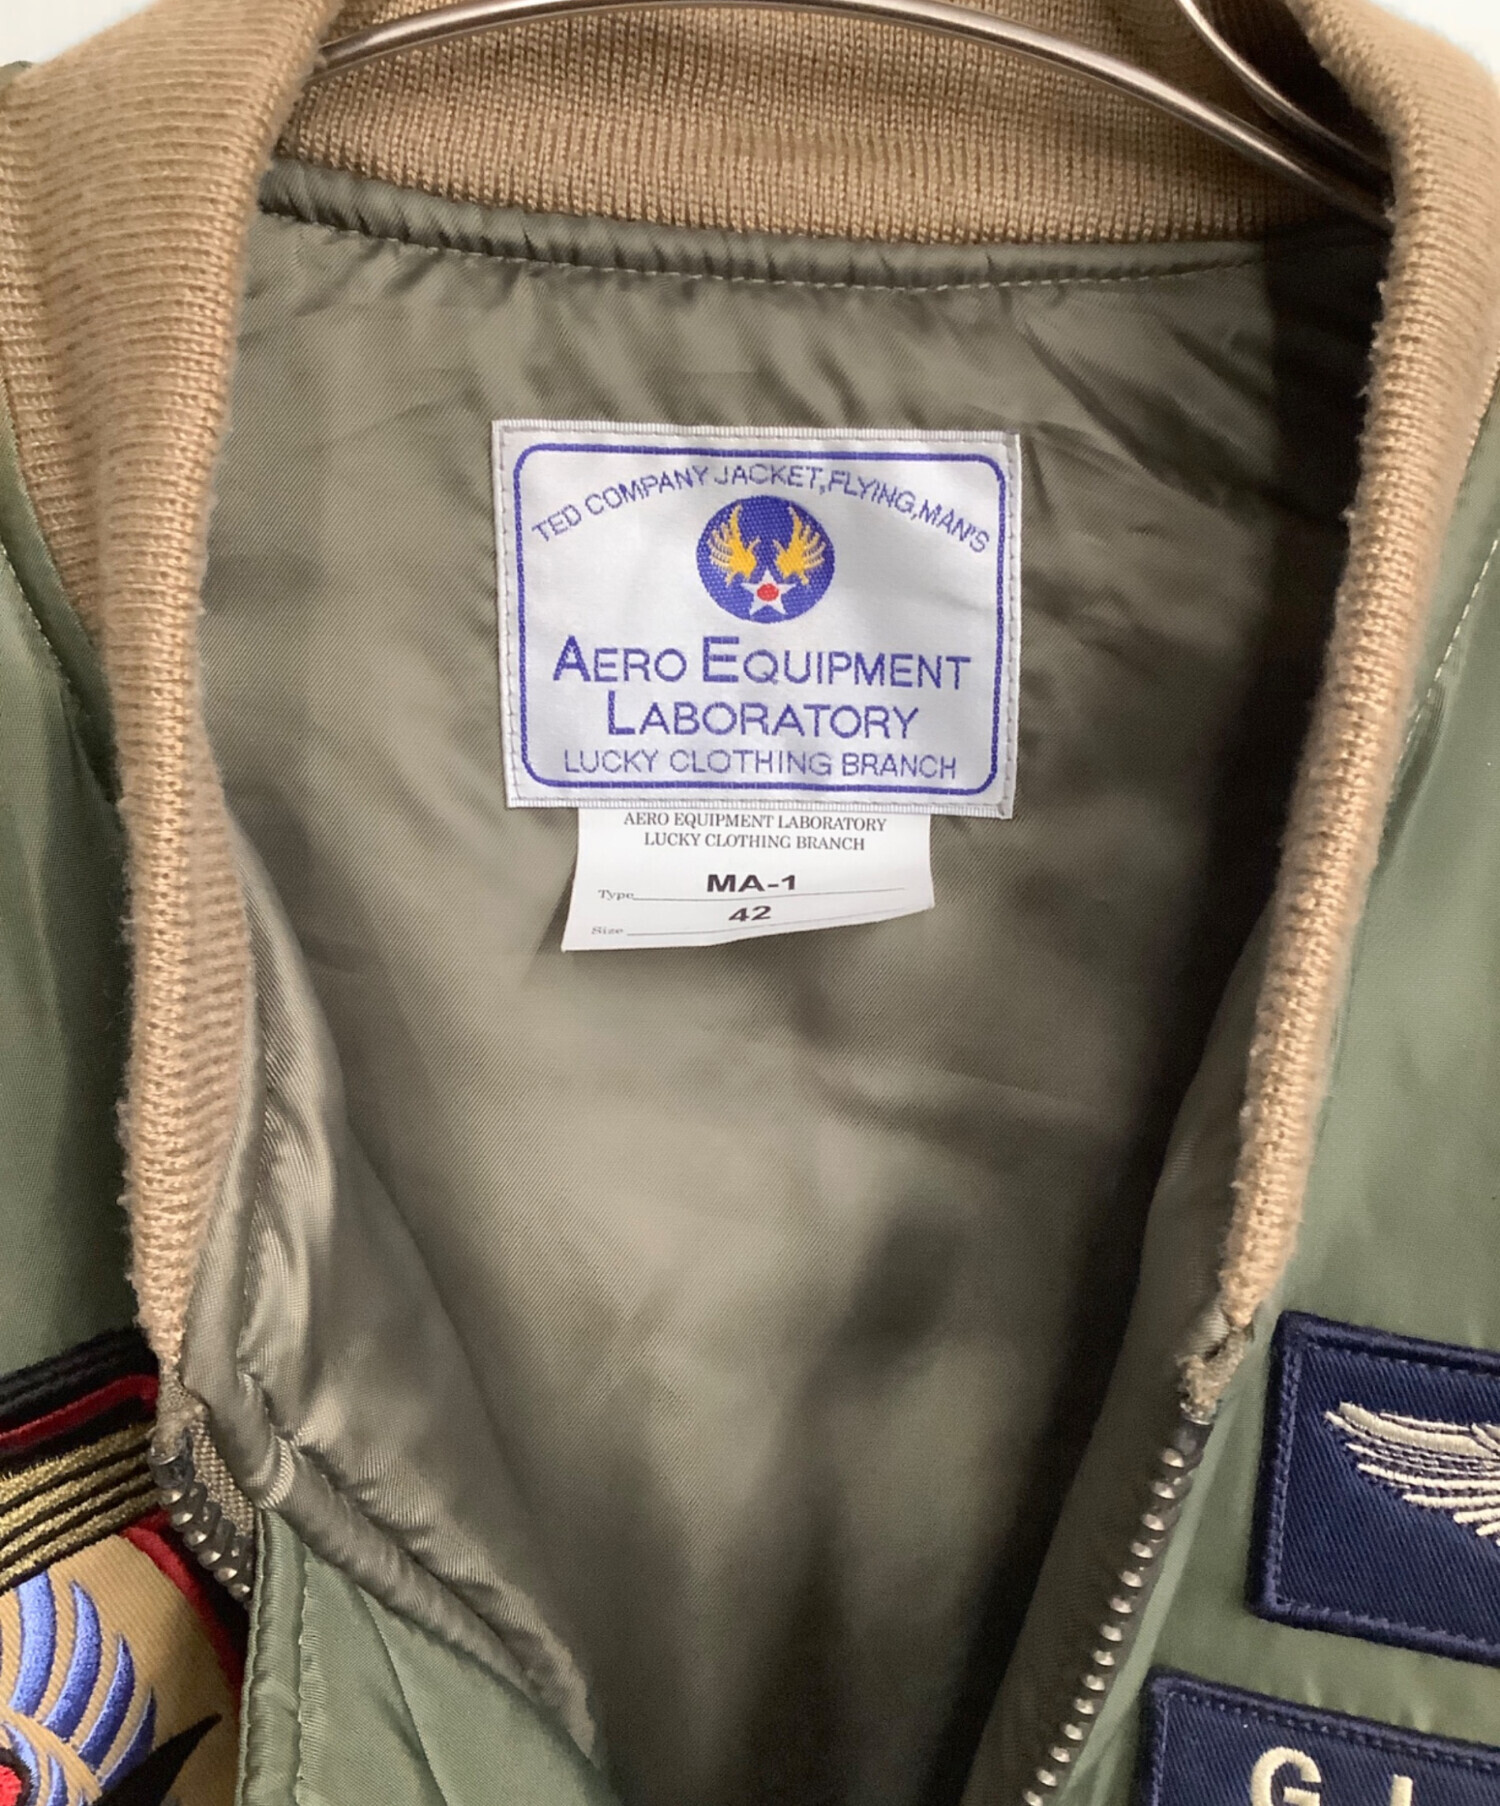 TED COMPANY JACKET,FLYING,MAN'S
AERO EQUIPMENT
LABORATORY
LUCKY CLOTHING BRANCH
AERO EQUIPMENT LABORATORY
LUCKY CLOTHING BRANCH
Type MA-1
Size 42
G I